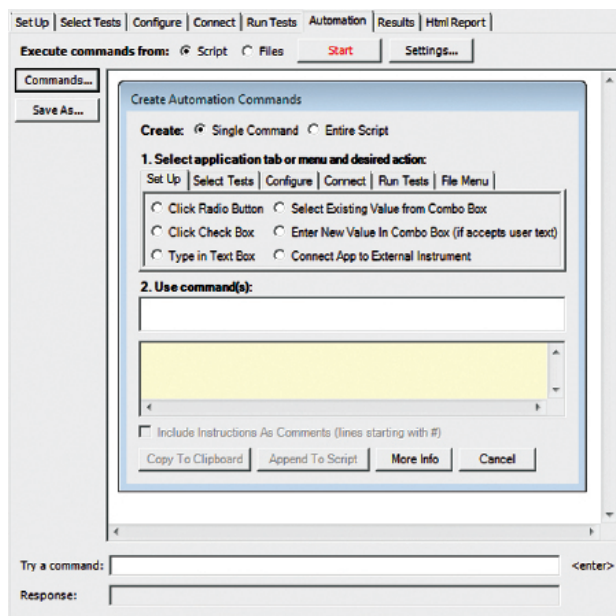 Set Up Select Tests Configure Connect Run Tests Automation Results Html Report
Execute commands from: Script Files Start Settings...
Commands...
Save As...
Create Automation Commands
Create: Single Command Entire Script
1. Select application tab or menu and desired action:
Set Up Select Tests Configure Connect Run Tests File Menu
Click Radio Button Select Existing Value from Combo Box
Click Check Box Enter New Value In Combo Box (if accepts user text)
Type in Text Box Connect App to External Instrument
2. Use command(s):
Include Instructions As Comments (lines starting with #)
Copy To Clipboard Append To Script More Info Cancel
Try a command: <enter>
Response: